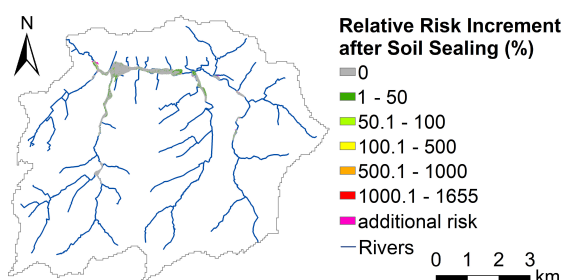 N
Relative Risk Increment
after Soil Sealing (%)
0
1 - 50
50.1 - 100
100.1 - 500
500.1 - 1000
1000.1 - 1655
additional risk
Rivers
0 1 2 3
km